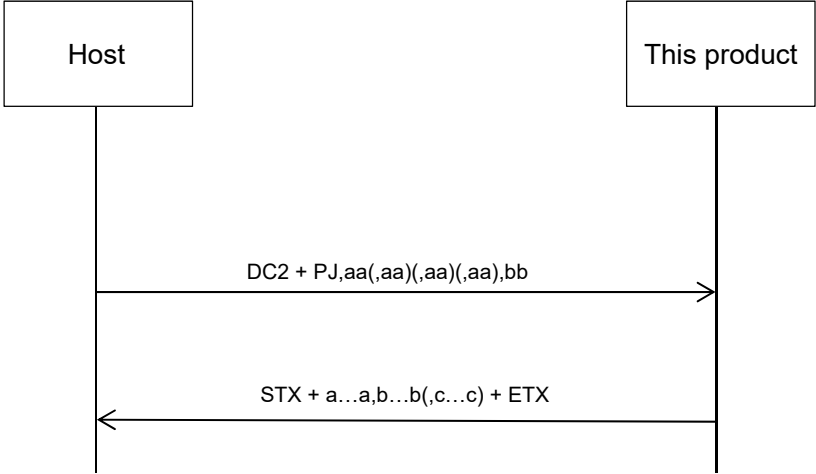 Host
This product
DC2 + PJ,aa(,aa)(,aa)(,aa),bb
STX + a…a,b…b(,c…c) + ETX